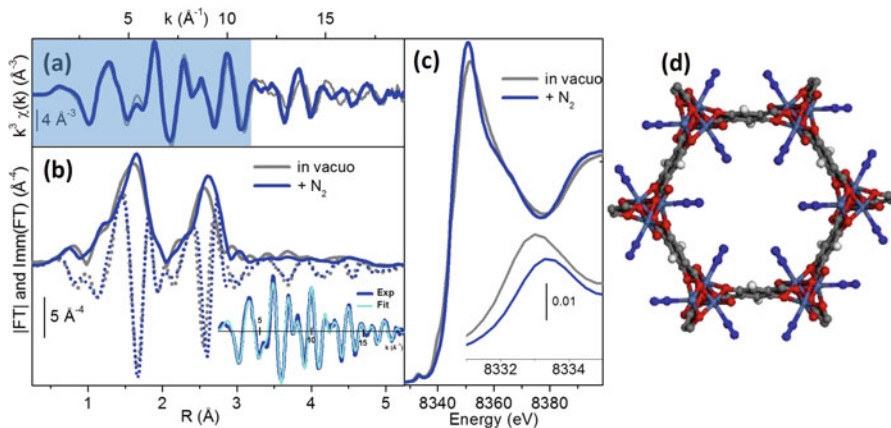 5 k (Å⁻¹) 10 15
(a)
k³ χ(k) (Å⁻³)
4 Å⁻³
(b)
in vacuo
+ N₂
|FT| and Imm(FT) (Å⁻⁴)
5 Å⁻⁴
Exp
Fit
5 10 15
k (Å⁻¹)
1 2 3 4 5
R (Å)
(c)
in vacuo
+ N₂
0.01
8332 8334
8340 8360 8380
Energy (eV)
(d)